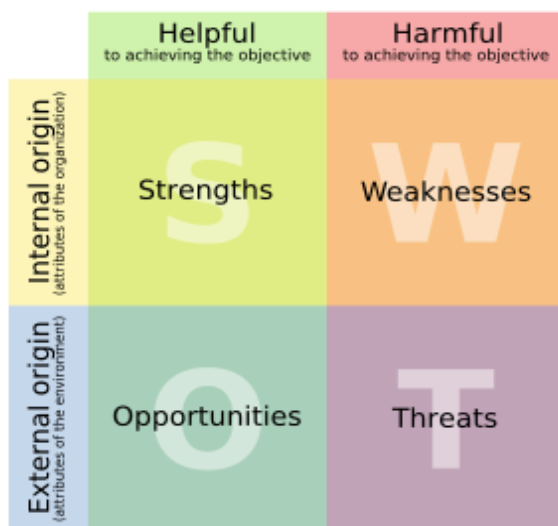 Helpful
to achieving the objective
Harmful
to achieving the objective
Internal origin
(attributes of the organization)
S
Strengths
W
Weaknesses
External origin
(attributes of the environment)
O
Opportunities
T
Threats